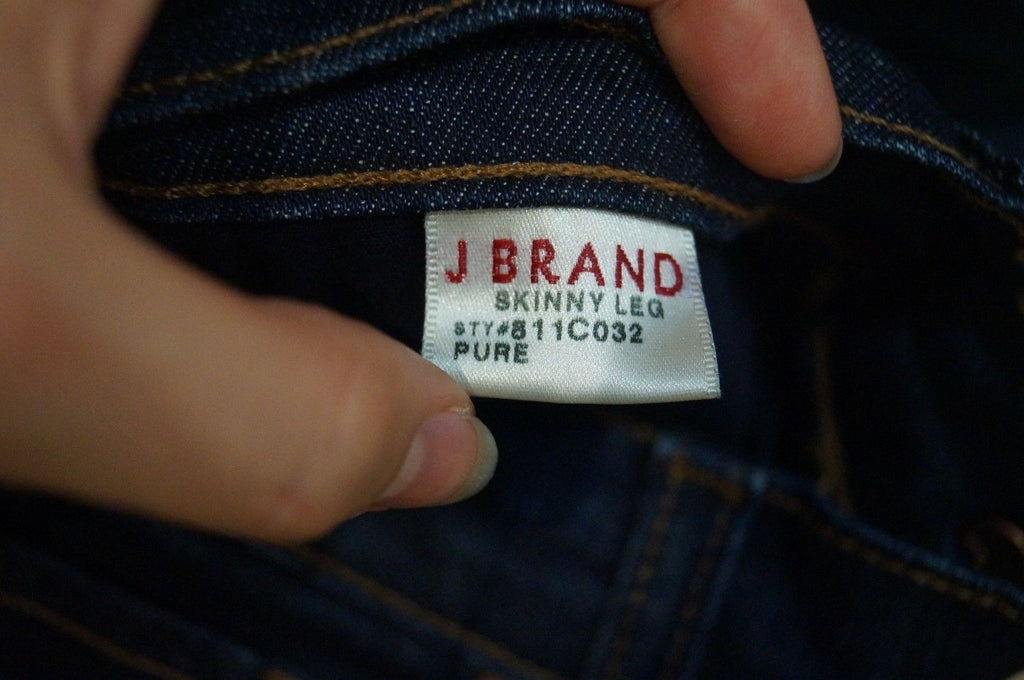 J BRAND
SKINNY LEG
STY#811C032
PURE